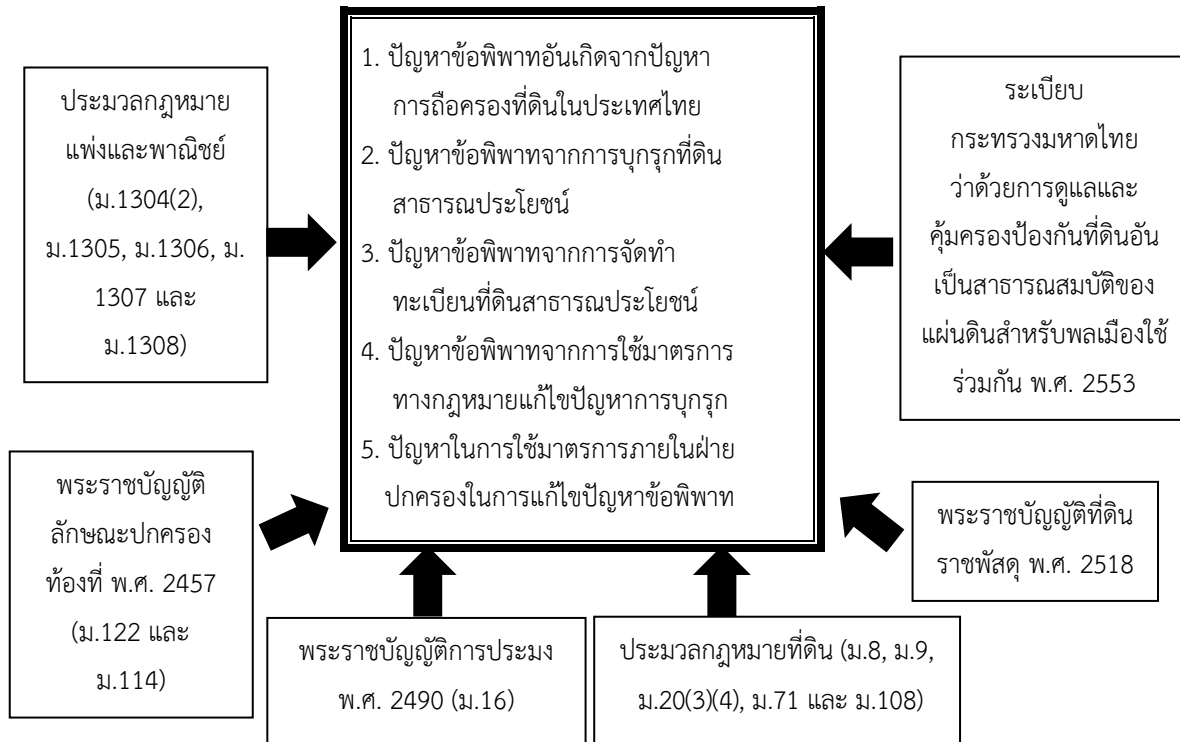 ประมวลกฎหมาย
แพ่งและพาณิชย์
(ม.1304(2),
ม.1305, ม.1306, ม.
1307 และ
ม.1308)
1. ปัญหาข้อพิพาทอันเกิดจากปัญหา
การถือครองที่ดินในประเทศไทย
2. ปัญหาข้อพิพาทจากการบุกรุกที่ดิน
สาธารณประโยชน์
3. ปัญหาข้อพิพาทจากการจัดทำ
ทะเบียนที่ดินสาธารณประโยชน์
4. ปัญหาข้อพิพาทจากการใช้มาตรการ
ทางกฎหมายแก้ไขปัญหาการบุกรุก
5. ปัญหาในการใช้มาตรการภายในฝ่าย
ปกครองในการแก้ไขปัญหาข้อพิพาท
ระเบียบ
กระทรวงมหาดไทย
ว่าด้วยการดูแลและ
คุ้มครองป้องกันที่ดินอัน
เป็นสาธารณสมบัติของ
แผ่นดินสำหรับพลเมืองใช้
ร่วมกัน พ.ศ. 2553
พระราชบัญญัติ
ลักษณะปกครอง
ท้องที่ พ.ศ. 2457
(ม.122 และ
ม.114)
พระราชบัญญัติการประมง
พ.ศ. 2490 (ม.16)
ประมวลกฎหมายที่ดิน (ม.8, ม.9,
ม.20(3)(4), ม.71 และ ม.108)
พระราชบัญญัติที่ดิน
ราชพัสดุ พ.ศ. 2518